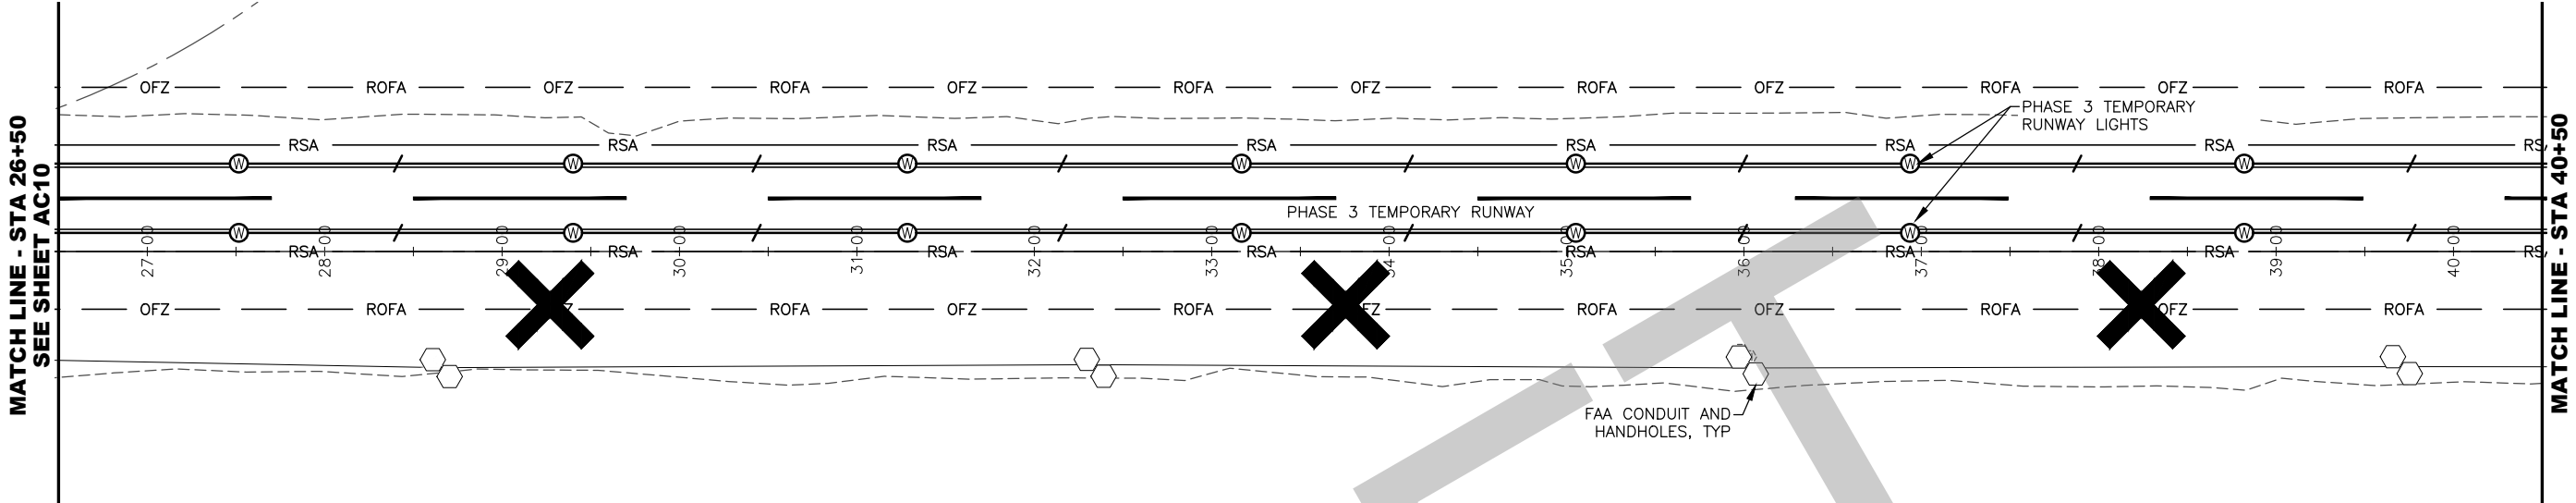 MATCH LINE - STA 26+50
SEE SHEET AC10
OFZ ROFA OFZ ROFA OFZ ROFA OFZ ROFA OFZ ROFA OFZ ROFA
PHASE 3 TEMPORARY
RUNWAY LIGHTS
RSA RSA RSA RSA RSA RSA RSA
W W W W W W W
PHASE 3 TEMPORARY RUNWAY
W W W W W W W
27+00 28+00 29+00 30+00 31+00 32+00 33+00 34+00 35+00 36+00 37+00 38+00 39+00 40+00
RSA RSA RSA RSA RSA RSA RSA
OFZ ROFA ROFA OFZ ROFA ROFA OFZ ROFA OFZ ROFA
FAA CONDUIT AND
HANDHOLES, TYP
MATCH LINE - STA 40+50